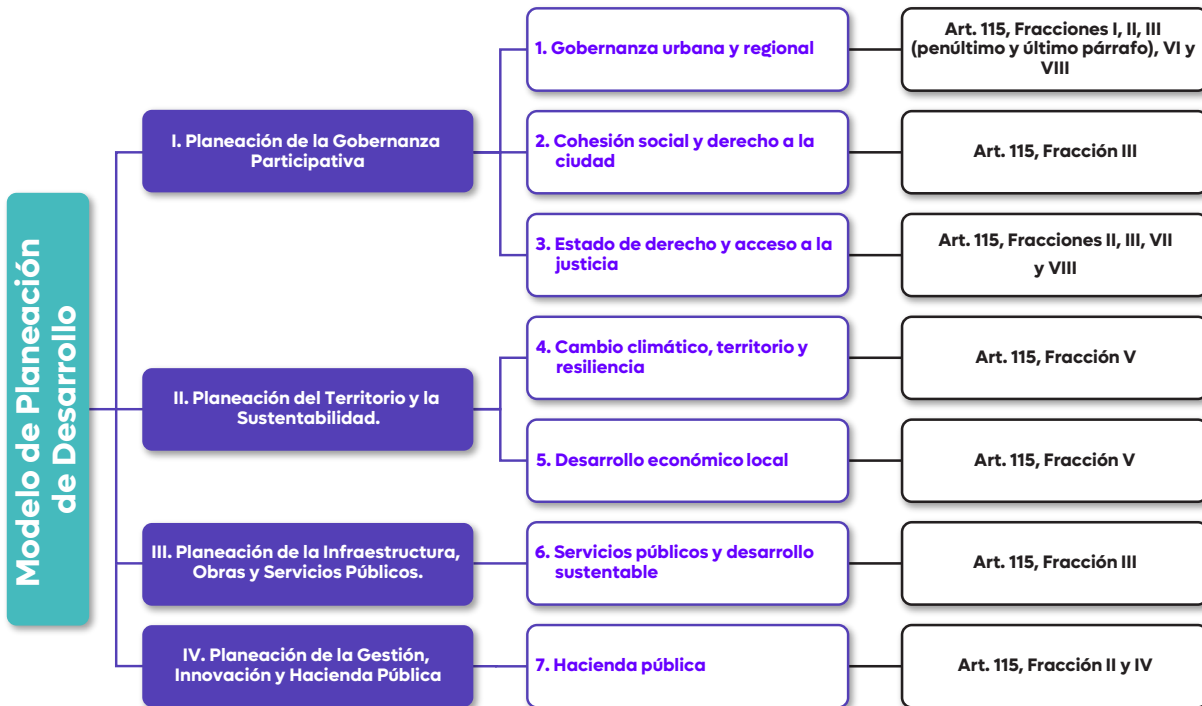 Modelo de Planeación
de Desarrollo
I. Planeación de la Gobernanza
Participativa
1. Gobernanza urbana y regional
Art. 115, Fracciones I, II, III
(penúltimo y último párrafo), VI y
VIII
2. Cohesión social y derecho a la
ciudad
Art. 115, Fracción III
3. Estado de derecho y acceso a la
justicia
Art. 115, Fracciones II, III, VII
y VIII
II. Planeación del Territorio y la
Sustentabilidad.
4. Cambio climático, territorio y
resiliencia
Art. 115, Fracción V
5. Desarrollo económico local
Art. 115, Fracción V
III. Planeación de la Infraestructura,
Obras y Servicios Públicos.
6. Servicios públicos y desarrollo
sustentable
Art. 115, Fracción III
IV. Planeación de la Gestión,
Innovación y Hacienda Pública
7. Hacienda pública
Art. 115, Fracción II y IV